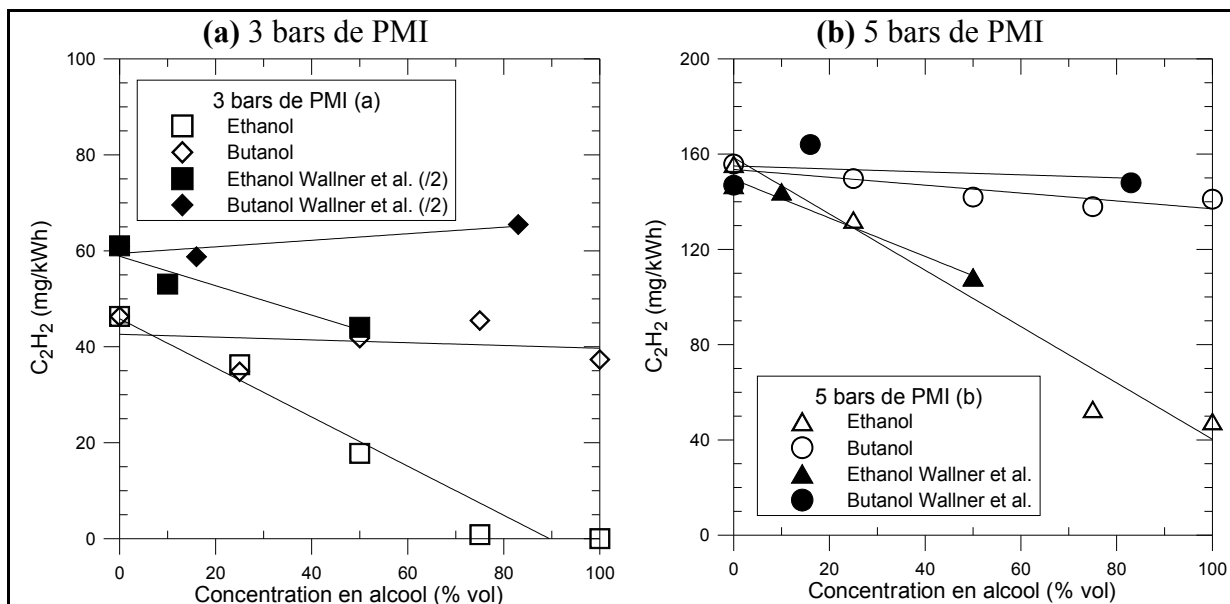 (a) 3 bars de PMI
100
80
60
40
20
0
C₂H₂ (mg/kWh)
3 bars de PMI (a)
Ethanol
Butanol
Ethanol Wallner et al. (/2)
Butanol Wallner et al. (/2)
0 20 40 60 80 100
Concentration en alcool (% vol)
(b) 5 bars de PMI
200
160
120
80
40
0
C₂H₂ (mg/kWh)
5 bars de PMI (b)
Ethanol
Butanol
Ethanol Wallner et al.
Butanol Wallner et al.
0 20 40 60 80 100
Concentration en alcool (% vol)